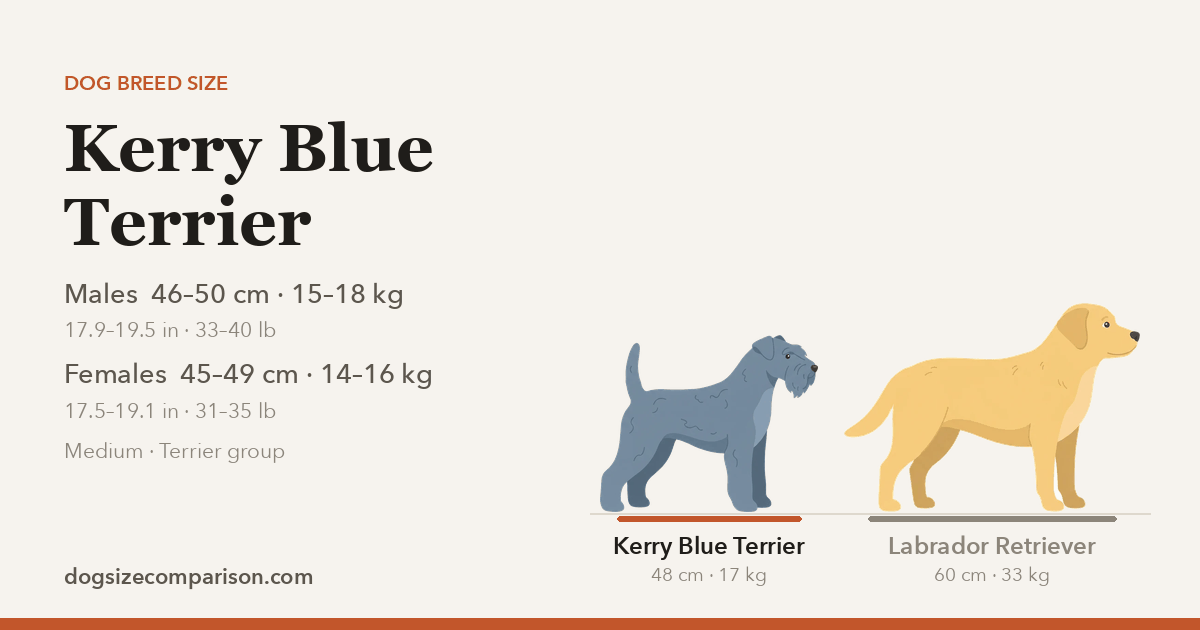 DOG BREED SIZE
Kerry Blue
Terrier
Males 46–50 cm · 15–18 kg
17.9–19.5 in · 33–40 lb
Females 45–49 cm · 14–16 kg
17.5–19.1 in · 31–35 lb
Medium · Terrier group
dogsizecomparison.com
Kerry Blue Terrier
48 cm · 17 kg
Labrador Retriever
60 cm · 33 kg